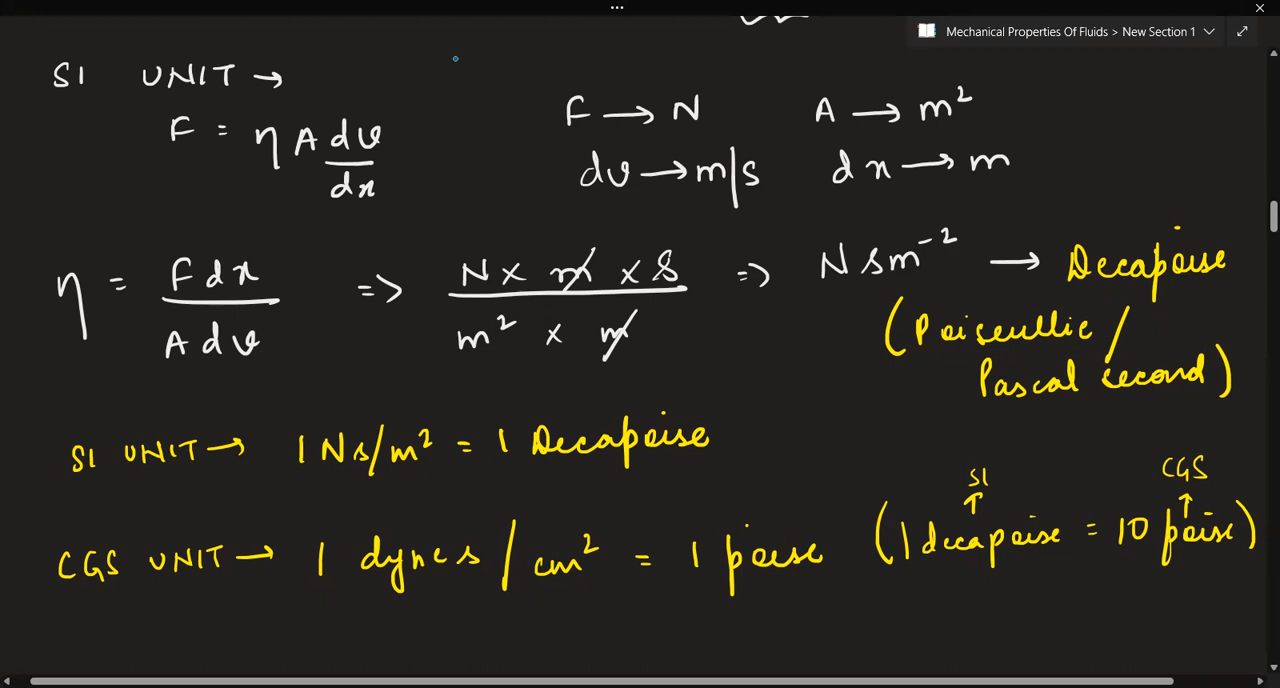 Mechanical Properties Of Fluids > New Section 1
SI UNIT →
F = η A dv/dx
F → N A → m²
dv → m/s dx → m
η = F dx / A dv => N x m x s / m² x m => N s m⁻² → Decapoise
(Poiseullie /
Pascal second)
SI UNIT → 1 Ns/m² = 1 Decapoise
SI CGS
↑ ↑
(1 decapoise = 10 poise)
CGS UNIT → 1 dynes / cm² = 1 poise